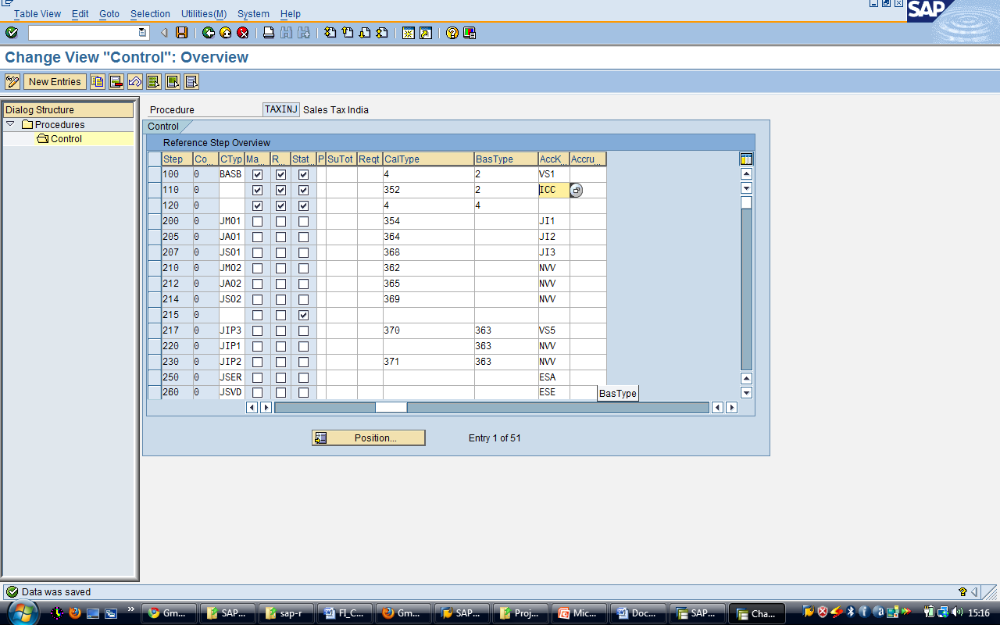 Table View Edit Goto Selection Utilities(M) System Help
SAP
Change View "Control": Overview
New Entries
Dialog Structure
Procedures
Control
Procedure TAXINJ Sales Tax India
Control
Reference Step Overview
Step Co... CTyp Ma... R... Stat... P SuTot Reqt CalType BasType AccK... Accru...
100 0 BASB 4 2 VS1
110 0 352 2 ICC
120 0 4 4
200 0 JMO1 354 JI1
205 0 JAO1 364 JI2
207 0 JSO1 368 JI3
210 0 JMO2 362 NVV
212 0 JAO2 365 NVV
214 0 JSO2 369 NVV
215 0
217 0 JIP3 370 363 VS5
220 0 JIP1 363 NVV
230 0 JIP2 371 363 NVV
250 0 JSER ESA
260 0 JSVD ESE
BasType
Position... Entry 1 of 51
Data was saved
Gm... SAP... sap-r FI_C... Gm... SAP... Proj... Mic... Doc... SAP... Cha... 15:16